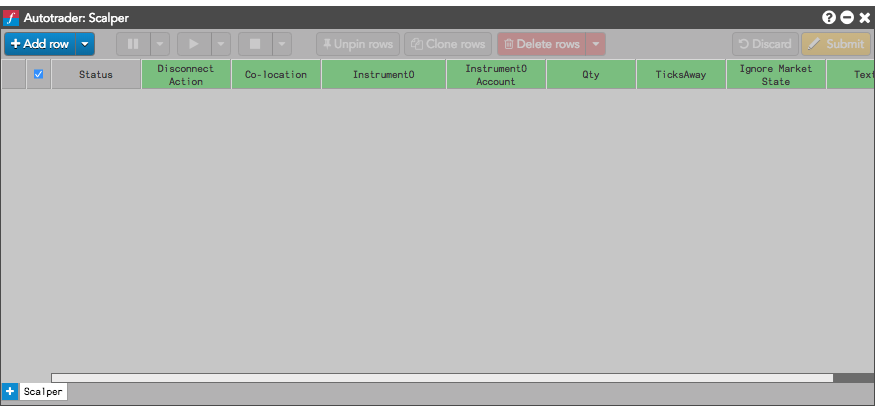 f Autotrader: Scalper ?
+ Add row Unpin rows Clone rows Delete rows Discard Submit
Status Disconnect Action Co-location Instrument0 Instrument0 Account Qty TicksAway Ignore Market State Text
+ Scalper